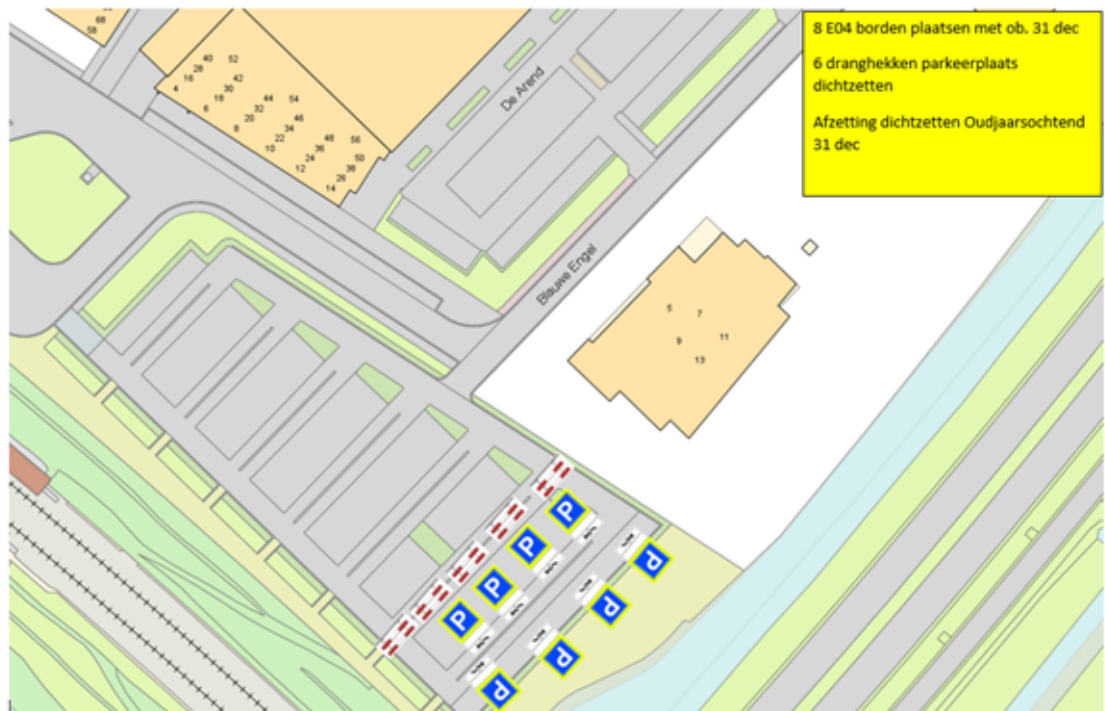 8 E04 borden plaatsen met ob. 31 dec
6 dranghekken parkeerplaats
dichtzetten
Afzetting dichtzetten Oudjaarsochtend
31 dec
68
58
40 52
28
16 42
4 30
18 44 54
6 32
20 46
8 34
22 48 56
10 36
24 50
12 38
26
14
De Arend
Blauwe Engel
5 7
9 11
13
P
P
P
P
P
P
P
P